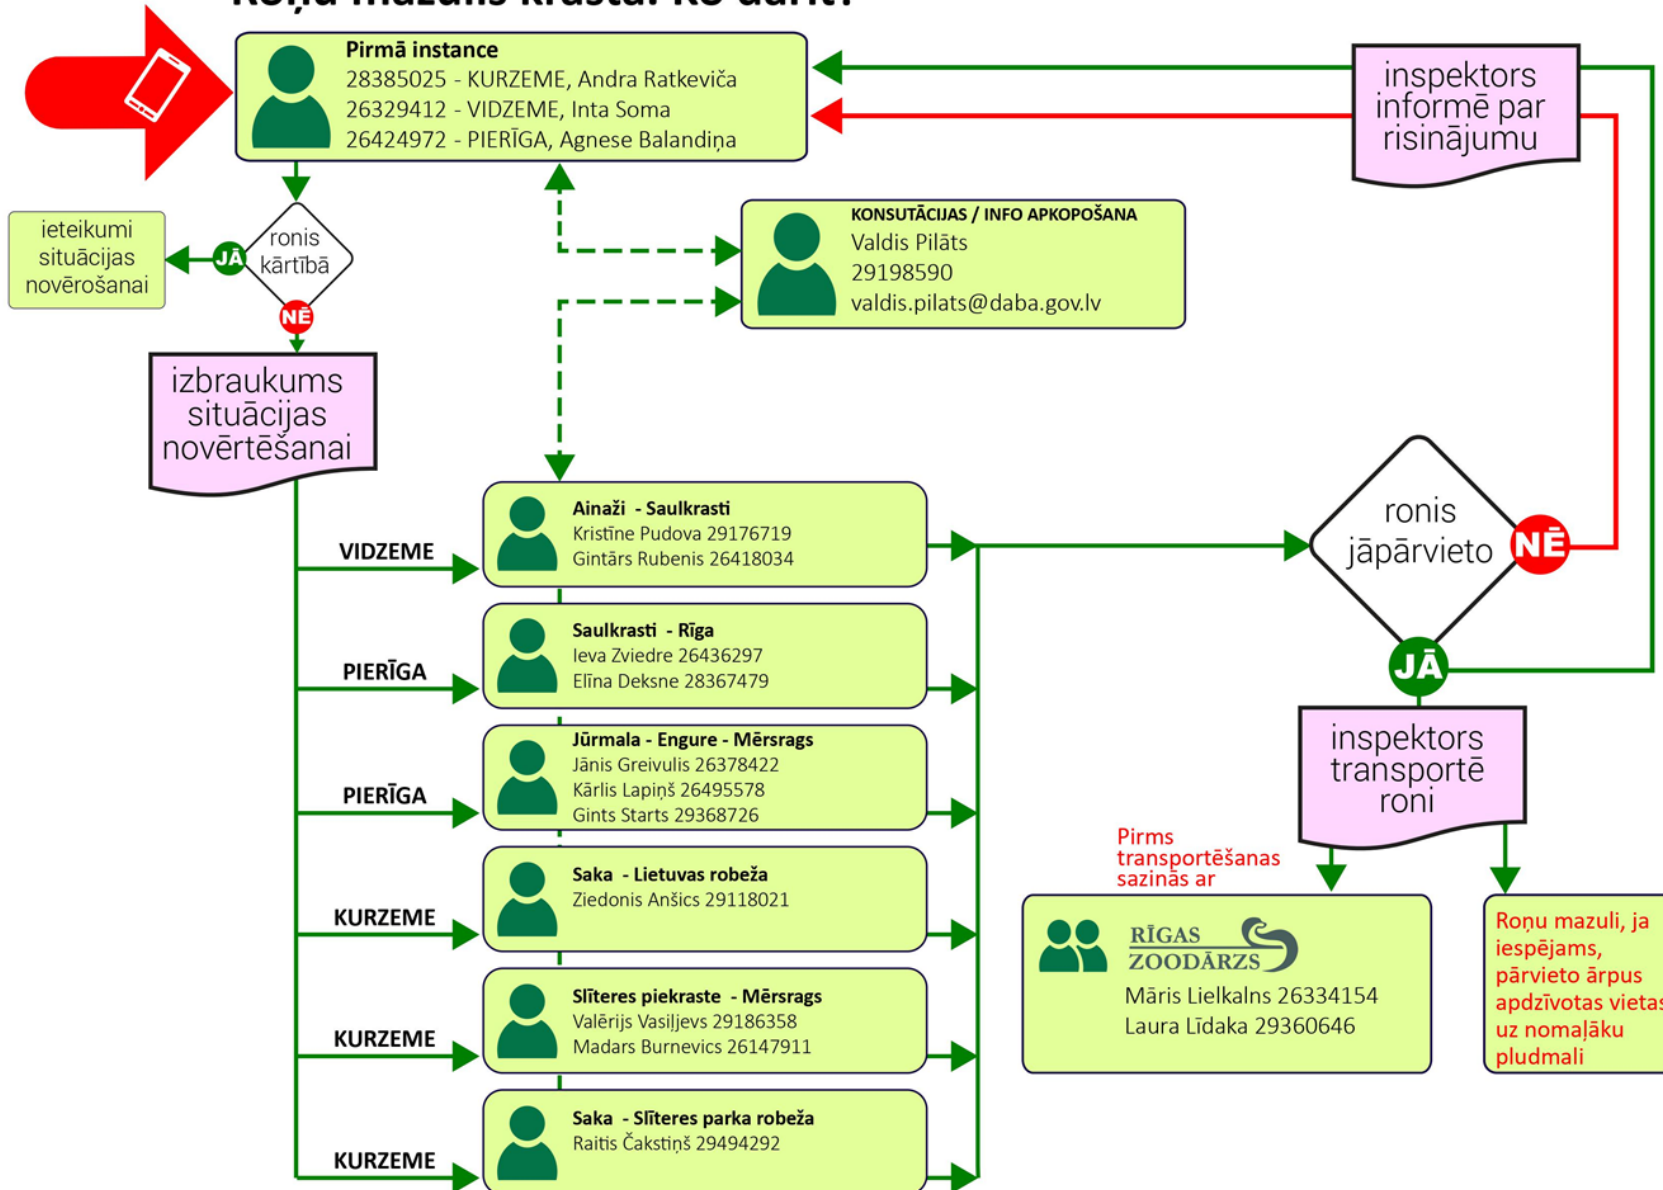 Roņu mazulis krastā. Ko darīt?
Pirmā instance
28385025 - KURZEME, Andra Ratkeviča
26329412 - VIDZEME, Inta Soma
26424972 - PIERĪGA, Agnese Balandiņa
inspektors
informē par
risinājumu
KONSUTĀCIJAS / INFO APKOPOŠANA
Valdis Pilāts
29198590
valdis.pilats@daba.gov.lv
ieteikumi
situācijas
novērošanai
JĀ
ronis
kārtībā
NĒ
izbraukums
situācijas
novērtēšanai
VIDZEME
Ainaži - Saulkrasti
Kristīne Pudova 29176719
Gintārs Rubenis 26418034
ronis
jāpārvieto
NĒ
JĀ
PIERĪGA
Saulkrasti - Rīga
Ieva Zviedre 26436297
Elīna Deksne 28367479
PIERĪGA
Jūrmala - Engure - Mērsrags
Jānis Greivulis 26378422
Kārlis Lapiņš 26495578
Gints Starts 29368726
inspektors
transportē
roni
KURZEME
Saka - Lietuvas robeža
Ziedonis Anšics 29118021
KURZEME
Slīteres piekraste - Mērsrags
Valērijs Vasiļjevs 29186358
Madars Burnevics 26147911
KURZEME
Saka - Slīteres parka robeža
Raitis Čakstiņš 29494292
Pirms
transportēšanas
sazinās ar
RĪGAS
ZOODĀRZS
Māris Lielkalns 26334154
Laura Līdaka 29360646
Roņu mazuli, ja
iespējams,
pārvieto ārpus
apdzīvotas vietas
uz nomaļāku
pludmali